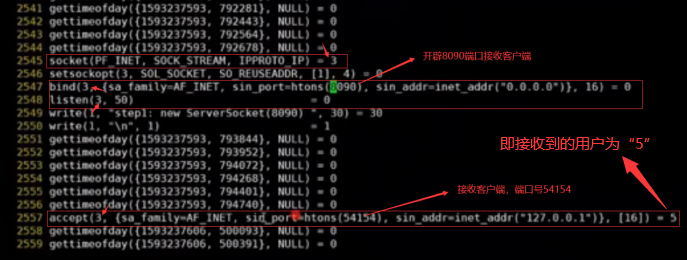 2541 gettimeofday({1593237593, 792281}, NULL) = 0
2542 gettimeofday({1593237593, 792443}, NULL) = 0
2543 gettimeofday({1593237593, 792564}, NULL) = 0
2544 gettimeofday({1593237593, 792678}, NULL) = 0
2545 socket(PF_INET, SOCK_STREAM, IPPROTO_IP) = 3
开辟8090端口接收客户端
2546 setsockopt(3, SOL_SOCKET, SO_REUSEADDR, [1], 4) = 0
2547 bind(3, {sa_family=AF_INET, sin_port=htons(8090), sin_addr=inet_addr("0.0.0.0")}, 16) = 0
2548 listen(3, 50) = 0
2549 write(1, "step1: new ServerSocket(8090) ", 30) = 30
2550 write(1, "\n", 1) = 1
2551 gettimeofday({1593237593, 793844}, NULL) = 0
即接收到的用户为“5”
2552 gettimeofday({1593237593, 793952}, NULL) = 0
2553 gettimeofday({1593237593, 794072}, NULL) = 0
2554 gettimeofday({1593237593, 794268}, NULL) = 0
2555 gettimeofday({1593237593, 794401}, NULL) = 0
接收客户端，端口号54154
2556 gettimeofday({1593237593, 794740}, NULL) = 0
2557 accept(3, {sa_family=AF_INET, sin_port=htons(54154), sin_addr=inet_addr("127.0.0.1")}, [16]) = 5
2558 gettimeofday({1593237606, 500093}, NULL) = 0
2559 gettimeofday({1593237606, 500391}, NULL) = 0